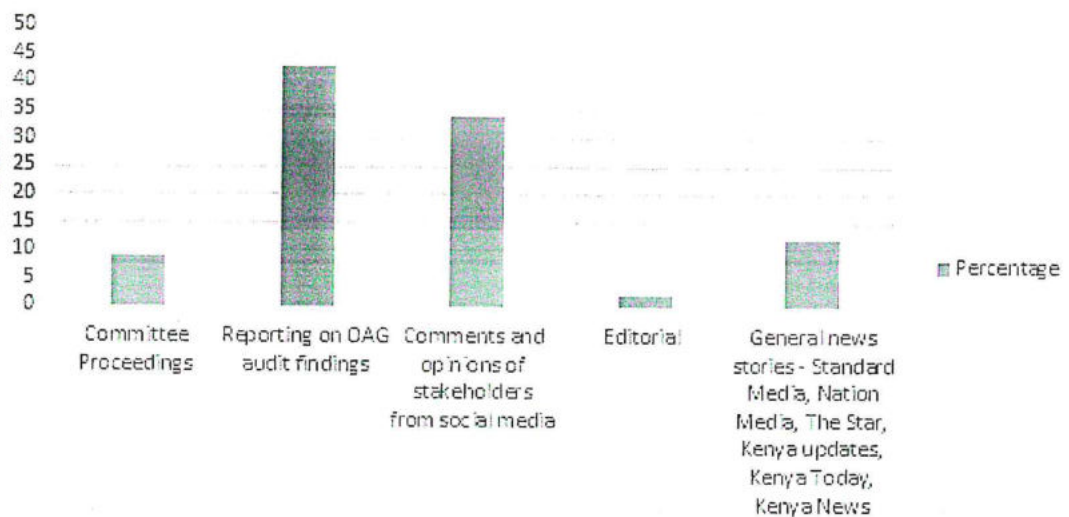 50
45
40
35
30
25
20
15
10
5
0
Committee
Proceedings
Reporting on OAG
audit findings
Comments and
opinions of
stakeholders
from social media
Editorial
General news
stories - Standard
Media, Nation
Media, The Star,
Kenya updates,
Kenya Today,
Kenya News
Percentage